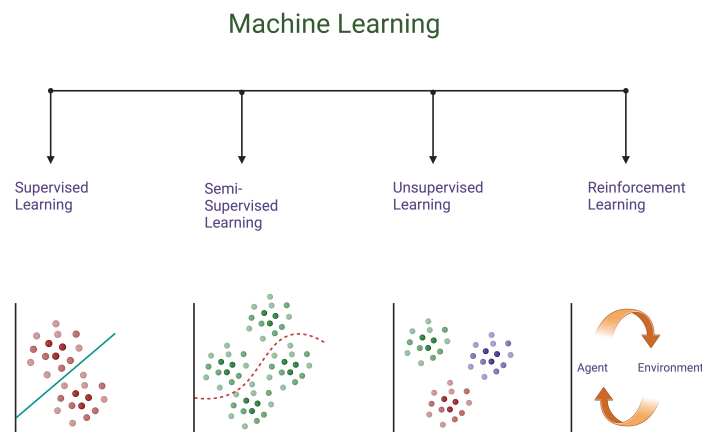 Machine Learning
Supervised
Learning
Semi-
Supervised
Learning
Unsupervised
Learning
Reinforcement
Learning
Agent
Environment